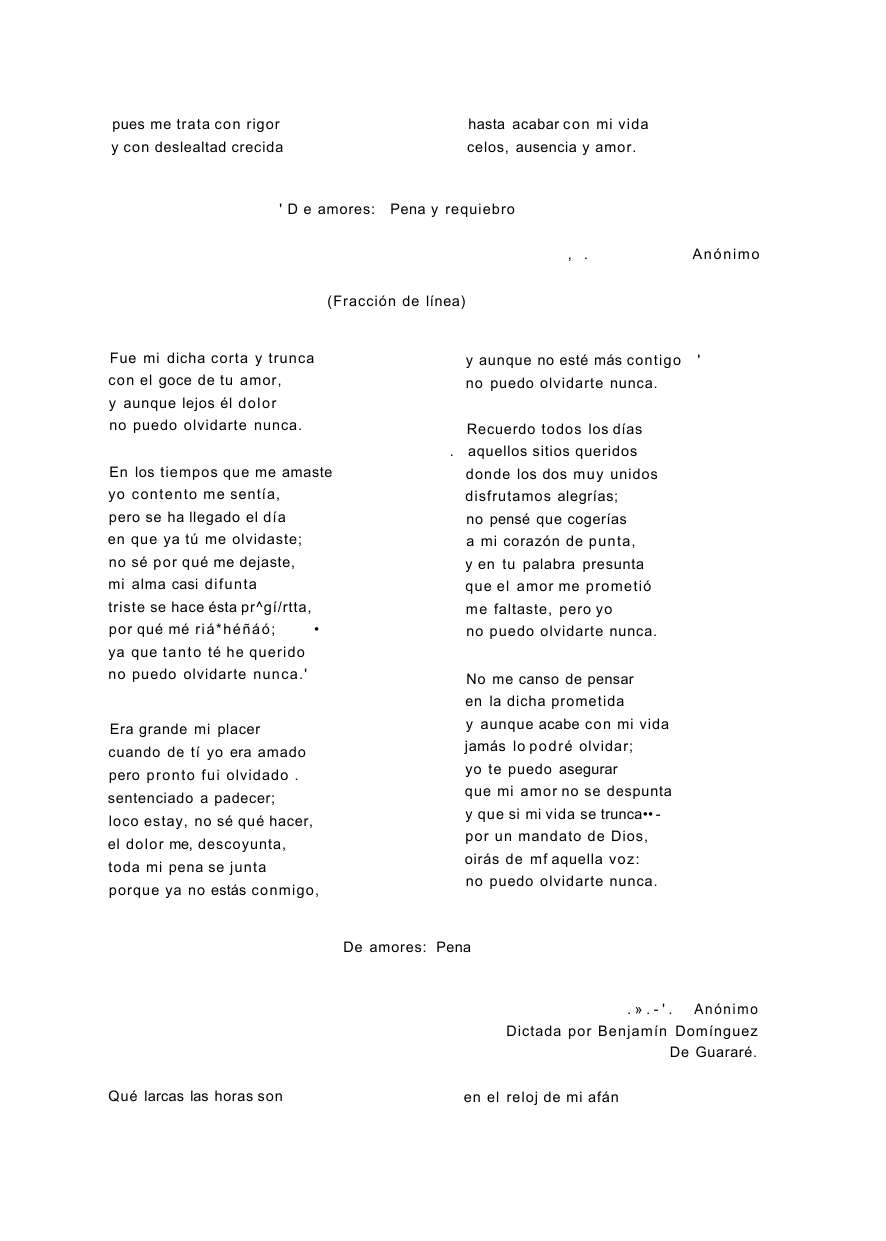 pues me trata con rigor
y con deslealtad crecida
hasta acabar con mi vida
celos, ausencia y amor.
' D e amores: Pena y requiebro
, . Anónimo
(Fracción de línea)
Fue mi dicha corta y trunca
con el goce de tu amor,
y aunque lejos él dolor
no puedo olvidarte nunca.
En los tiempos que me amaste
yo contento me sentía,
pero se ha llegado el día
en que ya tú me olvidaste;
no sé por qué me dejaste,
mi alma casi difunta
triste se hace ésta pr^gí/rtta,
por qué mé riá*héñáó; •
ya que tanto té he querido
no puedo olvidarte nunca.'
Era grande mi placer
cuando de tí yo era amado
pero pronto fui olvidado .
sentenciado a padecer;
loco estay, no sé qué hacer,
el dolor me, descoyunta,
toda mi pena se junta
porque ya no estás conmigo,
y aunque no esté más contigo '
no puedo olvidarte nunca.
Recuerdo todos los días
. aquellos sitios queridos
donde los dos muy unidos
disfrutamos alegrías;
no pensé que cogerías
a mi corazón de punta,
y en tu palabra presunta
que el amor me prometió
me faltaste, pero yo
no puedo olvidarte nunca.
No me canso de pensar
en la dicha prometida
y aunque acabe con mi vida
jamás lo podré olvidar;
yo te puedo asegurar
que mi amor no se despunta
y que si mi vida se trunca•• -
por un mandato de Dios,
oirás de mf aquella voz:
no puedo olvidarte nunca.
De amores: Pena
. » . - ' . Anónimo
Dictada por Benjamín Domínguez
De Guararé.
Qué larcas las horas son
en el reloj de mi afán